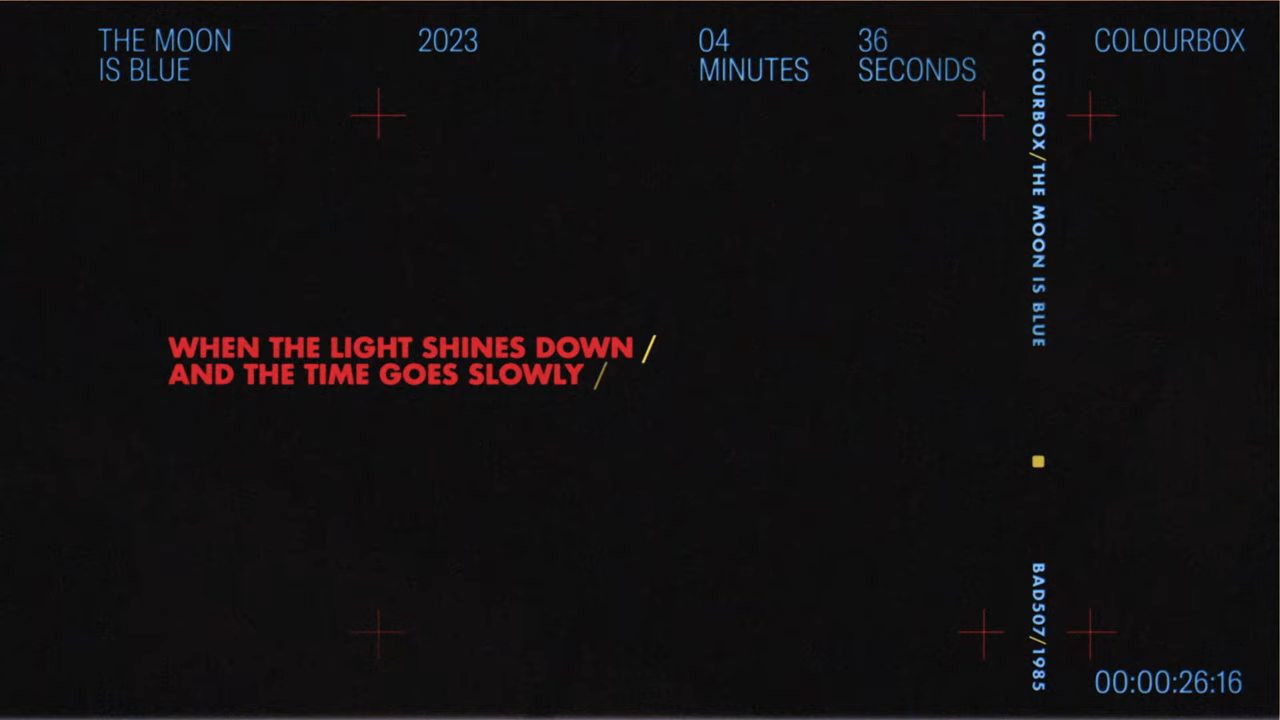 THE MOON
IS BLUE
2023
04
MINUTES
36
SECONDS
COLOURBOX
COLOURBOX/THE MOON IS BLUE
WHEN THE LIGHT SHINES DOWN /
AND THE TIME GOES SLOWLY /
BAD507/1985
00:00:26:16